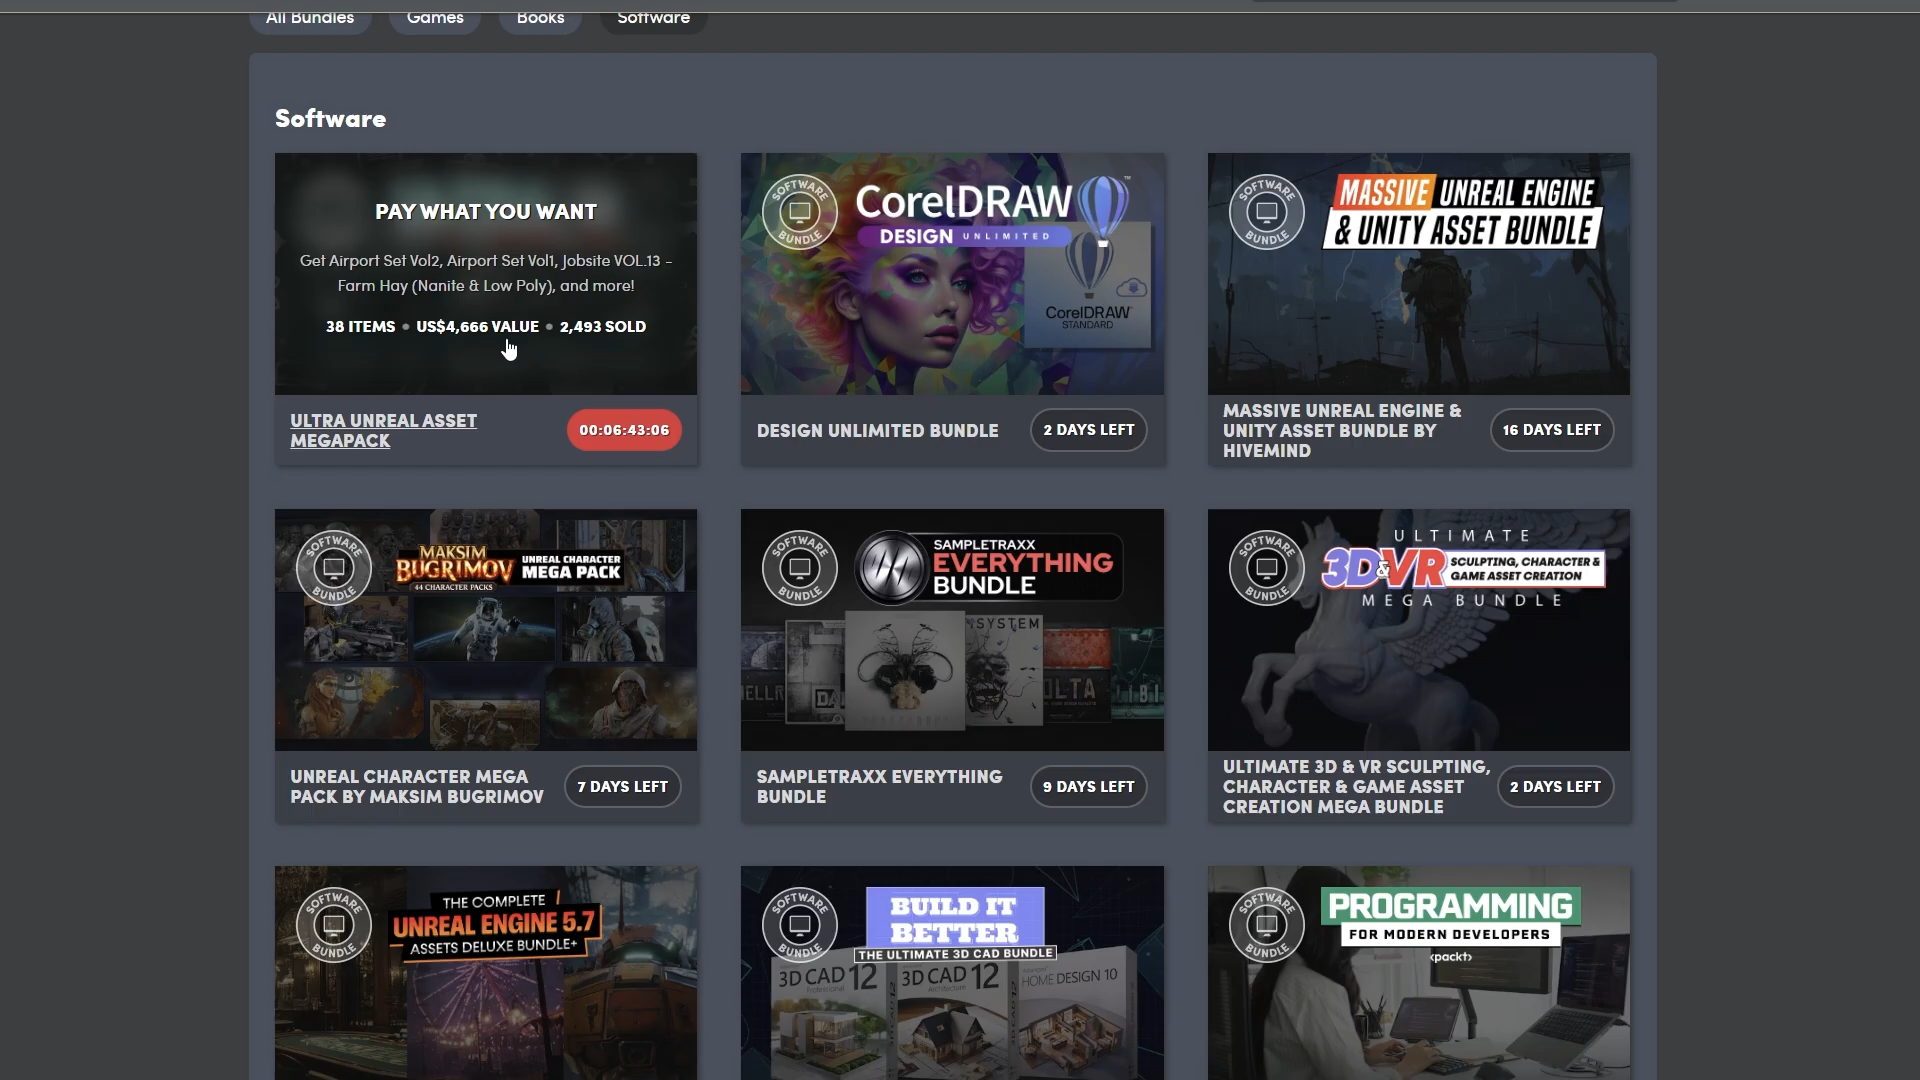 All Bundles
Games
Books
Software
Software
PAY WHAT YOU WANT
Get Airport Set Vol2, Airport Set Vol1, Jobsite VOL.13 -
Farm Hay (Nanite & Low Poly), and more!
38 ITEMS • US$4,666 VALUE • 2,493 SOLD
ULTRA UNREAL ASSET
MEGAPACK
00:06:43:06
SOFTWARE
BUNDLE
CorelDRAW™
DESIGN UNLIMITED
CorelDRAW
STANDARD
DESIGN UNLIMITED BUNDLE
2 DAYS LEFT
SOFTWARE
BUNDLE
MASSIVE UNREAL ENGINE
& UNITY ASSET BUNDLE
MASSIVE UNREAL ENGINE &
UNITY ASSET BUNDLE BY
HIVEMIND
16 DAYS LEFT
SOFTWARE
BUNDLE
MAKSIM
BUGRIMOV
44 CHARACTER PACKS
UNREAL CHARACTER
MEGA PACK
UNREAL CHARACTER MEGA
PACK BY MAKSIM BUGRIMOV
7 DAYS LEFT
SOFTWARE
BUNDLE
SAMPLETRAXX
EVERYTHING
BUNDLE
SYSTEM
SAMPLETRAXX EVERYTHING
BUNDLE
9 DAYS LEFT
SOFTWARE
BUNDLE
ULTIMATE
3D&VR
SCULPTING, CHARACTER &
GAME ASSET CREATION
MEGA BUNDLE
ULTIMATE 3D & VR SCULPTING,
CHARACTER & GAME ASSET
CREATION MEGA BUNDLE
2 DAYS LEFT
SOFTWARE
BUNDLE
THE COMPLETE
UNREAL ENGINE 5.7
ASSETS DELUXE BUNDLE+
SOFTWARE
BUNDLE
BUILD IT
BETTER
THE ULTIMATE 3D CAD BUNDLE
3D CAD 12
Professional
3D CAD 12
Architecture
HOME DESIGN 10
SOFTWARE
BUNDLE
PROGRAMMING
FOR MODERN DEVELOPERS
<packt>